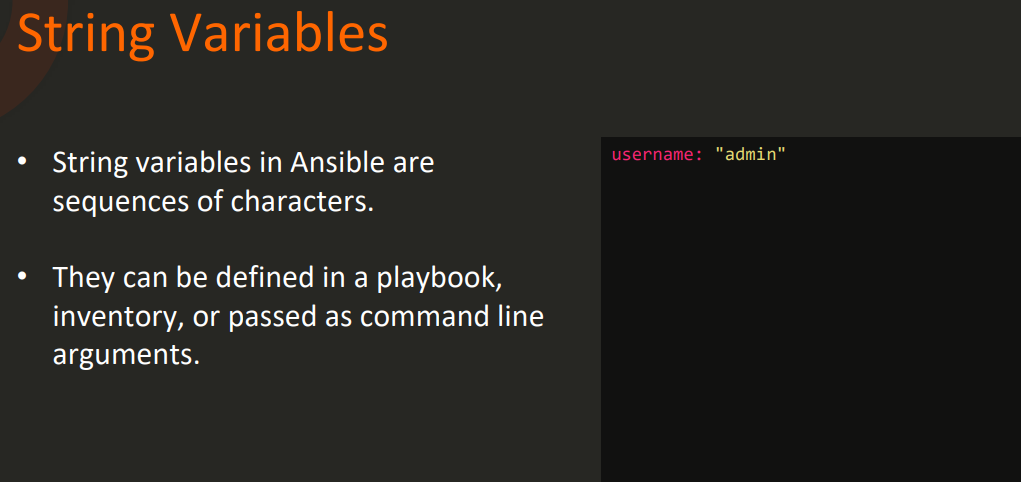 String Variables
• String variables in Ansible are
sequences of characters.
• They can be defined in a playbook,
inventory, or passed as command line
arguments.
username: "admin"